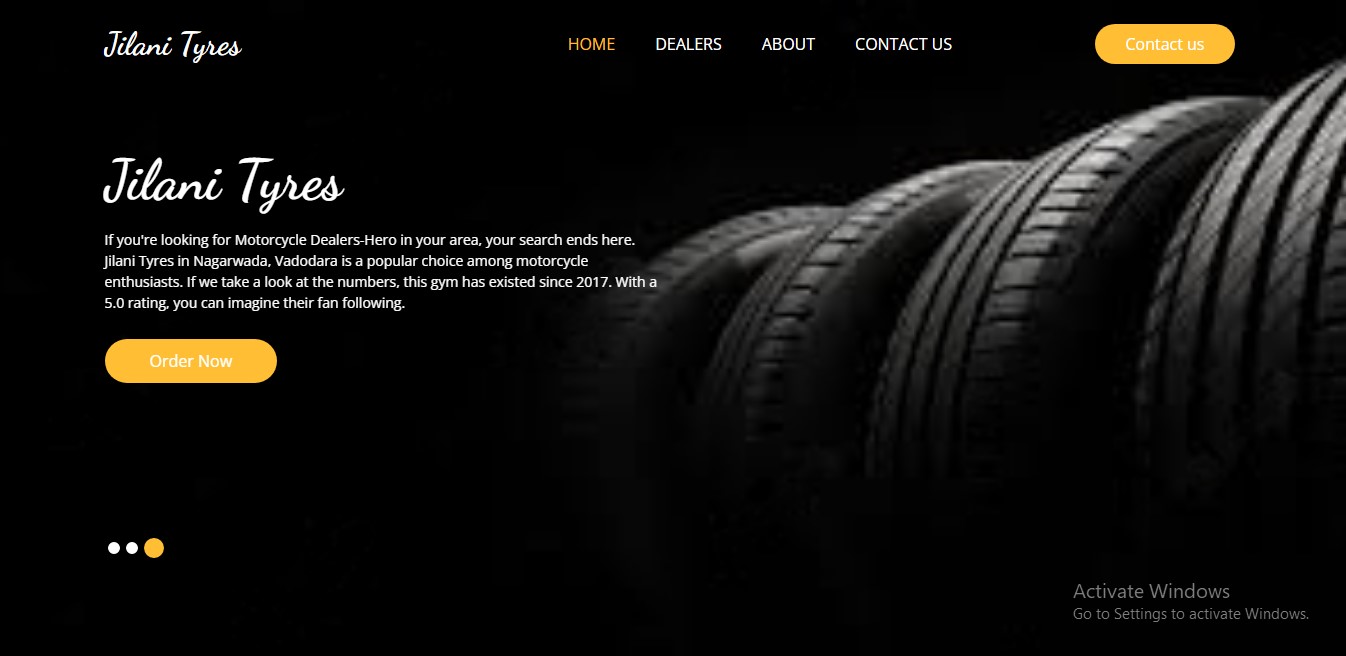 Jilani Tyres
HOME
DEALERS
ABOUT
CONTACT US
Contact us
Jilani Tyres
If you're looking for Motorcycle Dealers-Hero in your area, your search ends here.
Jilani Tyres in Nagarwada, Vadodara is a popular choice among motorcycle
enthusiasts. If we take a look at the numbers, this gym has existed since 2017. With a
5.0 rating, you can imagine their fan following.
Order Now
Activate Windows
Go to Settings to activate Windows.